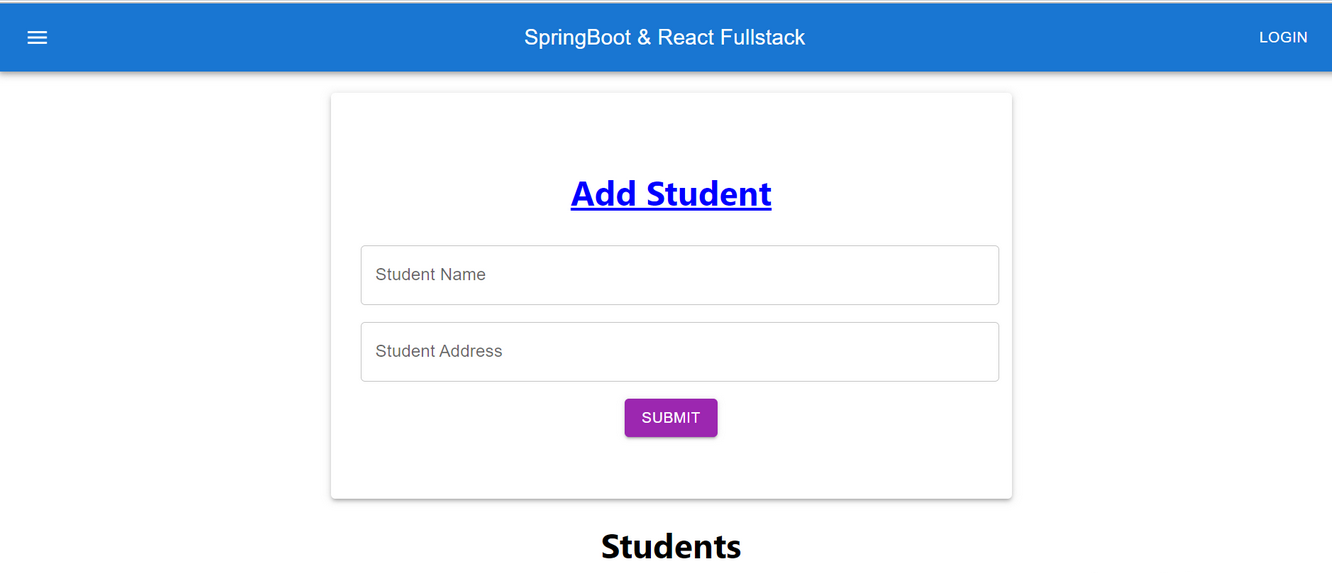 SpringBoot & React Fullstack
LOGIN
Add Student
Student Name
Student Address
SUBMIT
Students